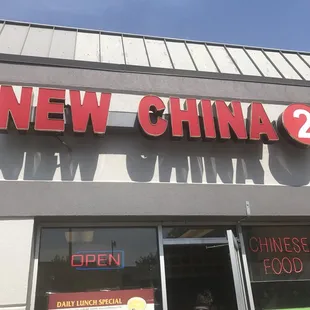 NEW CHINA 2
OPEN
CHINESE
FOOD
DAILY LUNCH SPECIAL